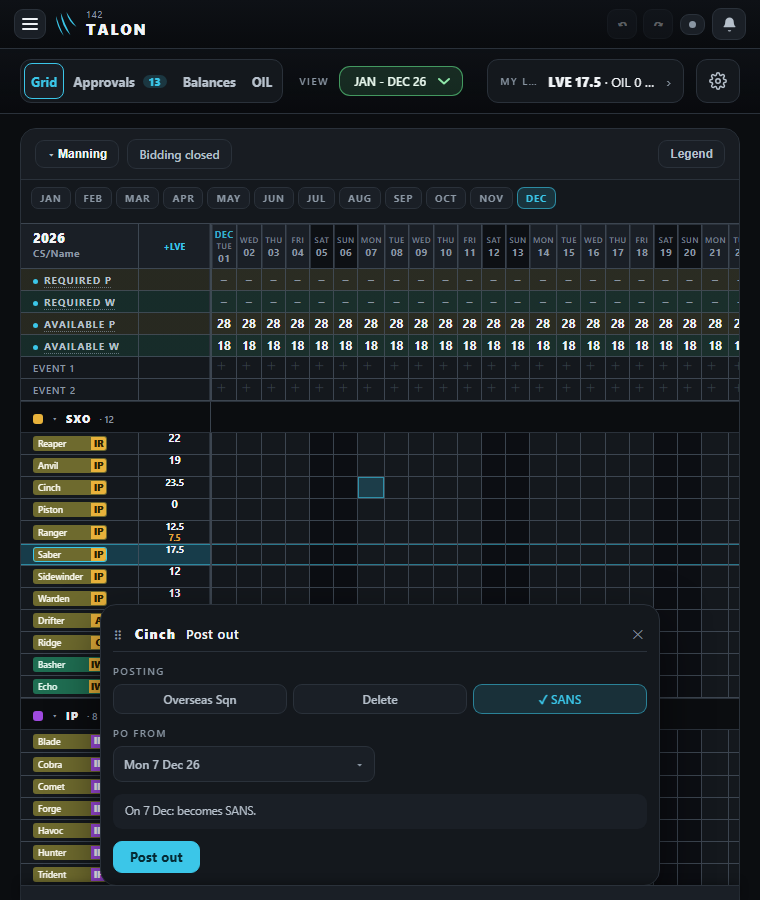 142
TALON
Grid Approvals 13 Balances OIL VIEW JAN - DEC 26 MY L... LVE 17.5 · OIL 0 ... ›
Manning Bidding closed Legend
JAN FEB MAR APR MAY JUN JUL AUG SEP OCT NOV DEC
2026
CS/Name
+LVE
DEC
TUE WED THU FRI SAT SUN MON TUE WED THU FRI SAT SUN MON TUE WED THU FRI SAT SUN MON
01 02 03 04 05 06 07 08 09 10 11 12 13 14 15 16 17 18 19 20 21
REQUIRED P – – – – – – – – – – – – – – – – – – – – –
REQUIRED W – – – – – – – – – – – – – – – – – – – – –
AVAILABLE P 28 28 28 28 28 28 28 28 28 28 28 28 28 28 28 28 28 28 28 28 28
AVAILABLE W 18 18 18 18 18 18 18 18 18 18 18 18 18 18 18 18 18 18 18 18 18
EVENT 1 + + + + + + + + + + + + + + + + + + + + +
EVENT 2 + + + + + + + + + + + + + + + + + + + + +
SXO · 12
Reaper IR 22
Anvil IP 19
Cinch IP 23.5
Piston IP 0
Ranger IP 12.5
7.5
Saber IP 17.5
Sidewinder IP 12
Warden IP 13
Drifter
Ridge
Basher
Echo
IP · 8
Blade
Cobra
Comet
Forge
Havoc
Hunter
Trident
Cinch Post out
POSTING
Overseas Sqn Delete ✓ SANS
PO FROM
Mon 7 Dec 26
On 7 Dec: becomes SANS.
Post out